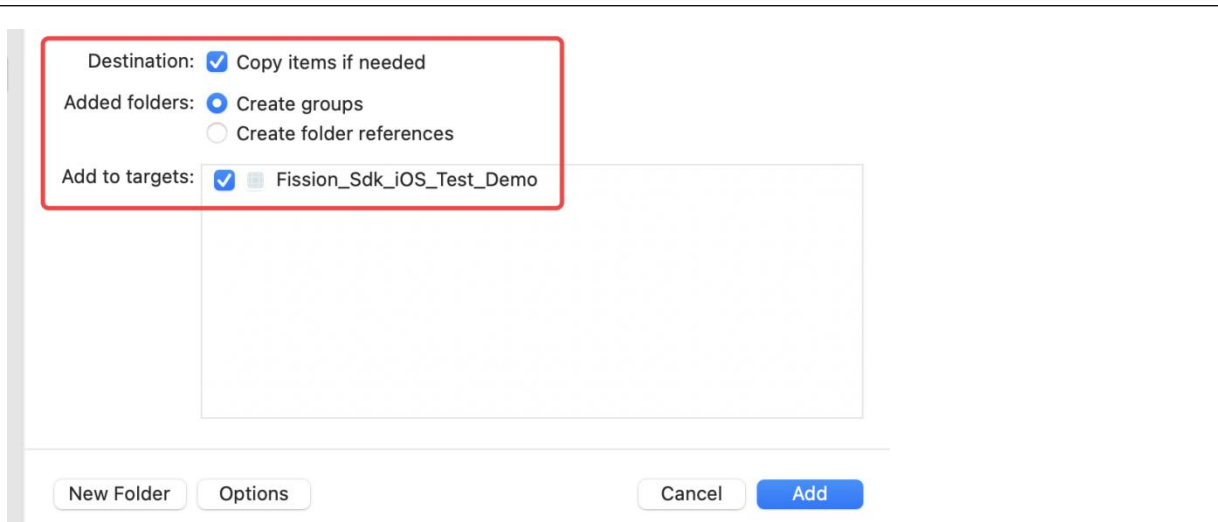 Destination: Copy items if needed
Added folders: Create groups
Create folder references
Add to targets: Fission_Sdk_iOS_Test_Demo
New Folder Options Cancel Add